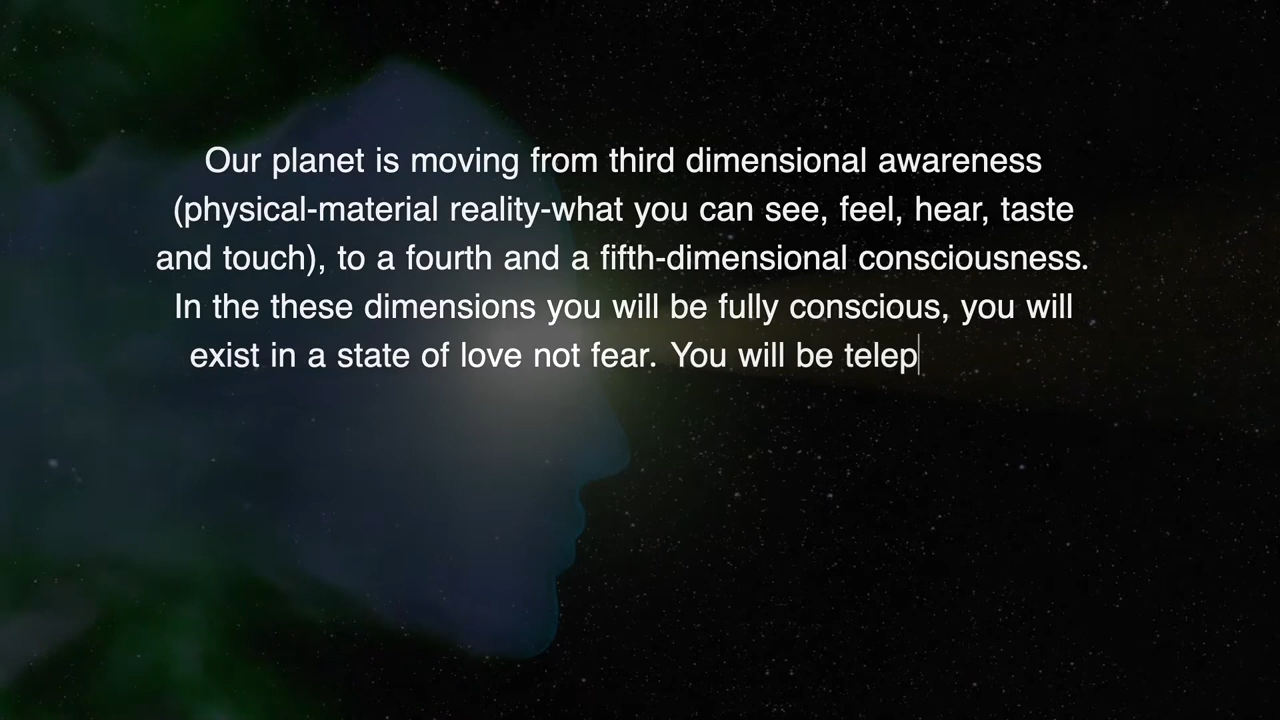 Our planet is moving from third dimensional awareness
(physical-material reality-what you can see, feel, hear, taste
and touch), to a fourth and a fifth-dimensional consciousness.
In the these dimensions you will be fully conscious, you will
exist in a state of love not fear. You will be telep